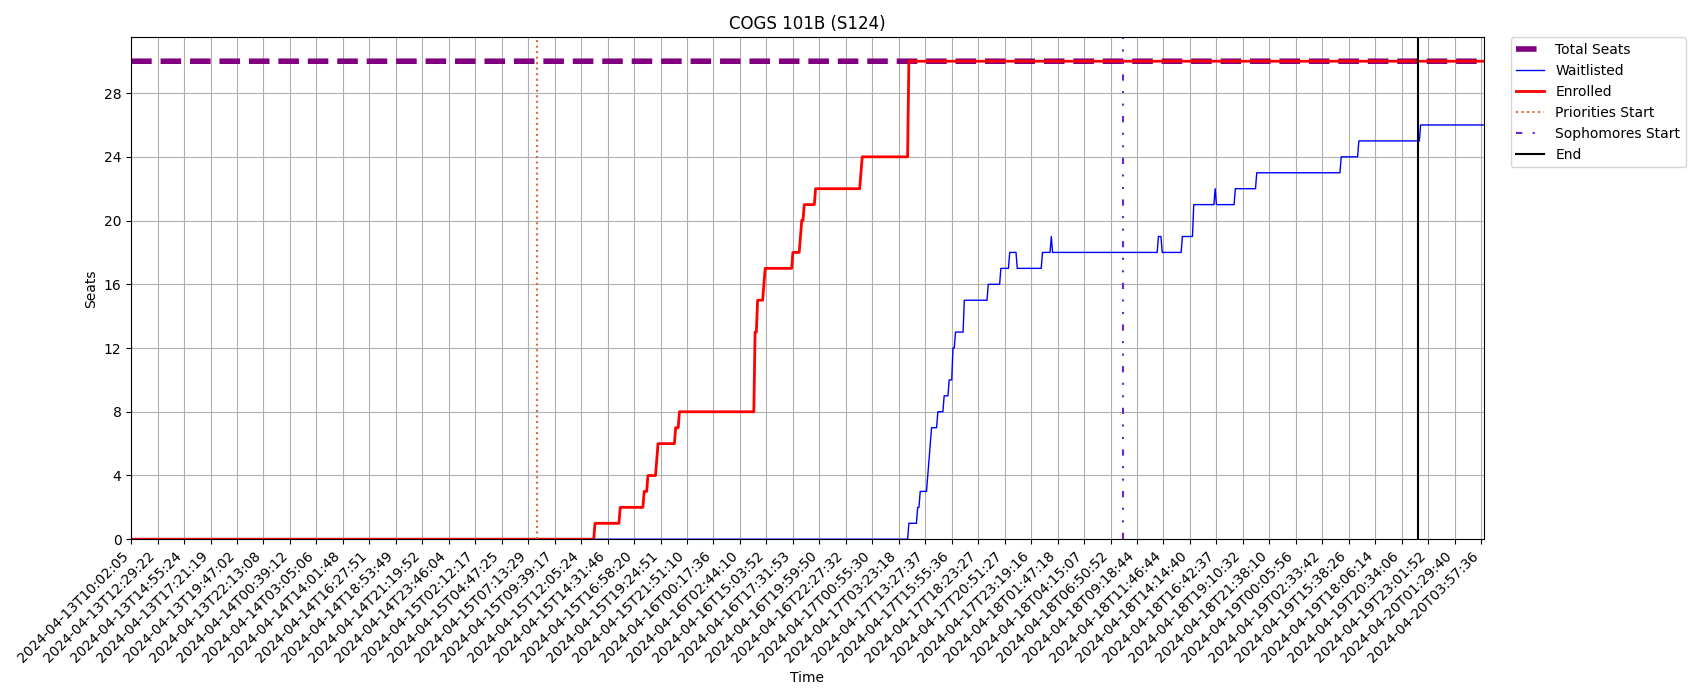 COGS 101B (S124)
Total Seats
Waitlisted
Enrolled
Priorities Start
Sophomores Start
End
Seats
28
24
20
16
12
8
4
0
2024-04-13T10:02:05
2024-04-13T12:29:22
2024-04-13T14:55:24
2024-04-13T17:21:19
2024-04-13T19:47:02
2024-04-13T22:13:08
2024-04-14T00:39:12
2024-04-14T03:05:06
2024-04-14T14:01:48
2024-04-14T16:27:51
2024-04-14T18:53:49
2024-04-14T21:19:52
2024-04-14T23:46:04
2024-04-15T02:12:17
2024-04-15T04:47:25
2024-04-15T07:13:29
2024-04-15T09:39:17
2024-04-15T12:05:24
2024-04-15T14:31:46
2024-04-15T16:58:20
2024-04-15T19:24:51
2024-04-15T21:51:10
2024-04-16T00:17:36
2024-04-16T02:44:10
2024-04-16T15:03:52
2024-04-16T17:31:53
2024-04-16T19:59:50
2024-04-16T22:27:32
2024-04-17T00:55:30
2024-04-17T03:23:18
2024-04-17T13:27:37
2024-04-17T15:55:36
2024-04-17T18:23:27
2024-04-17T20:51:27
2024-04-17T23:19:16
2024-04-18T01:47:18
2024-04-18T04:15:07
2024-04-18T06:50:52
2024-04-18T09:18:44
2024-04-18T11:46:44
2024-04-18T14:14:40
2024-04-18T16:42:37
2024-04-18T19:10:32
2024-04-18T21:38:10
2024-04-19T00:05:56
2024-04-19T02:33:42
2024-04-19T15:38:26
2024-04-19T18:06:14
2024-04-19T20:34:06
2024-04-19T23:01:52
2024-04-20T01:29:40
2024-04-20T03:57:36
Time